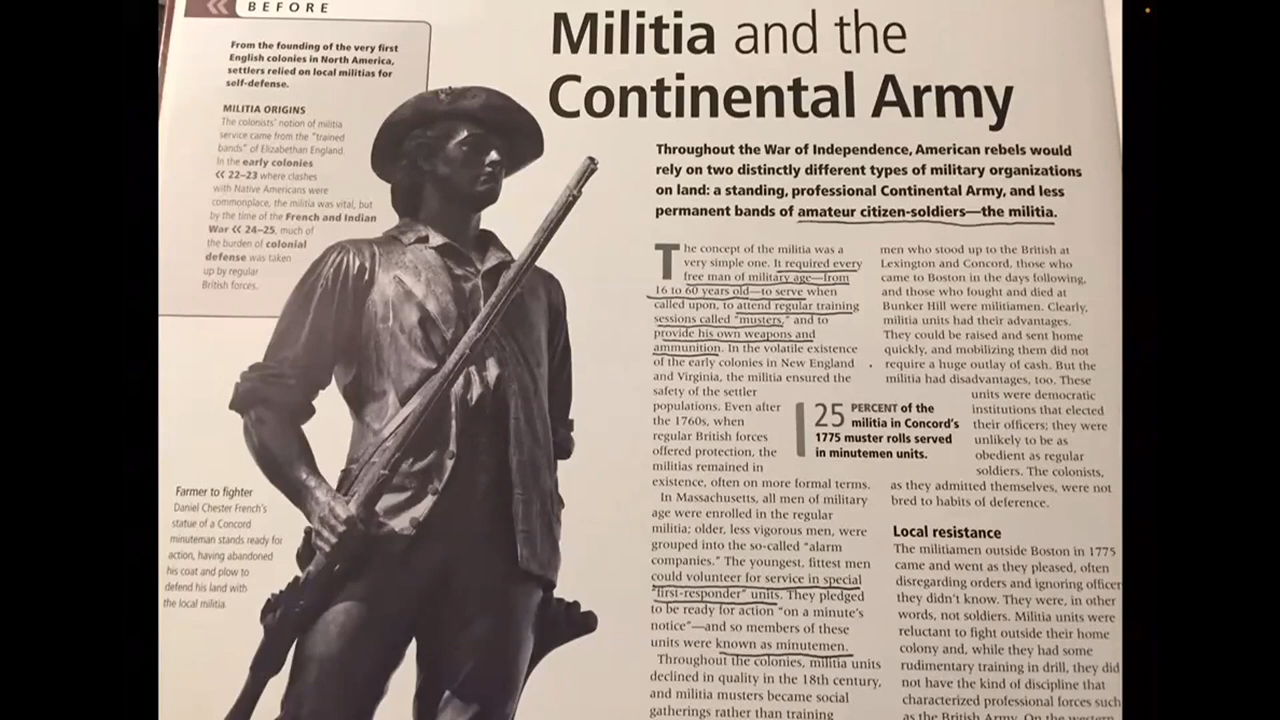 BEFORE
From the founding of the very first
English colonies in North America,
settlers relied on local militias for
self-defense.
MILITIA ORIGINS
The colonists' notion of militia
service came from the "trained
bands" of Elizabethan England.
In the early colonies
« 22–23 where clashes
with Native Americans were
commonplace, the militia was vital, but
by the time of the French and Indian
War « 24–25, much of
the burden of colonial
defense was taken
up by regular
British forces.
Farmer to fighter
Daniel Chester French's
statue of a Concord
minuteman stands ready for
action, having abandoned
his coat and plow to
defend his land with
the local militia.
Militia and the
Continental Army
Throughout the War of Independence, American rebels would
rely on two distinctly different types of military organizations
on land: a standing, professional Continental Army, and less
permanent bands of amateur citizen-soldiers—the militia.
The concept of the militia was a
very simple one. It required every
free man of military age—from
16 to 60 years old—to serve when
called upon, to attend regular training
sessions called "musters," and to
provide his own weapons and
ammunition. In the volatile existence
of the early colonies in New England
and Virginia, the militia ensured the
safety of the settler
populations. Even after
the 1760s, when
regular British forces
offered protection, the
militias remained in
existence, often on more formal terms.
In Massachusetts, all men of military
age were enrolled in the regular
militia; older, less vigorous men, were
grouped into the so-called "alarm
companies." The youngest, fittest men
could volunteer for service in special
"first-responder" units. They pledged
to be ready for action "on a minute's
notice"—and so members of these
units were known as minutemen.
Throughout the colonies, militia units
declined in quality in the 18th century,
and militia musters became social
gatherings rather than training
25 PERCENT of the
militia in Concord's
1775 muster rolls served
in minutemen units.
men who stood up to the British at
Lexington and Concord, those who
came to Boston in the days following,
and those who fought and died at
Bunker Hill were militiamen. Clearly,
militia units had their advantages.
They could be raised and sent home
quickly, and mobilizing them did not
require a huge outlay of cash. But the
militia had disadvantages, too. These
units were democratic
institutions that elected
their officers; they were
unlikely to be as
obedient as regular
soldiers. The colonists,
as they admitted themselves, were not
bred to habits of deference.
Local resistance
The militiamen outside Boston in 1775
came and went as they pleased, often
disregarding orders and ignoring officer
they didn't know. They were, in other
words, not soldiers. Militia units were
reluctant to fight outside their home
colony and, while they had some
rudimentary training in drill, they did
not have the kind of discipline that
characterized professional forces such
as the British Army. On the western